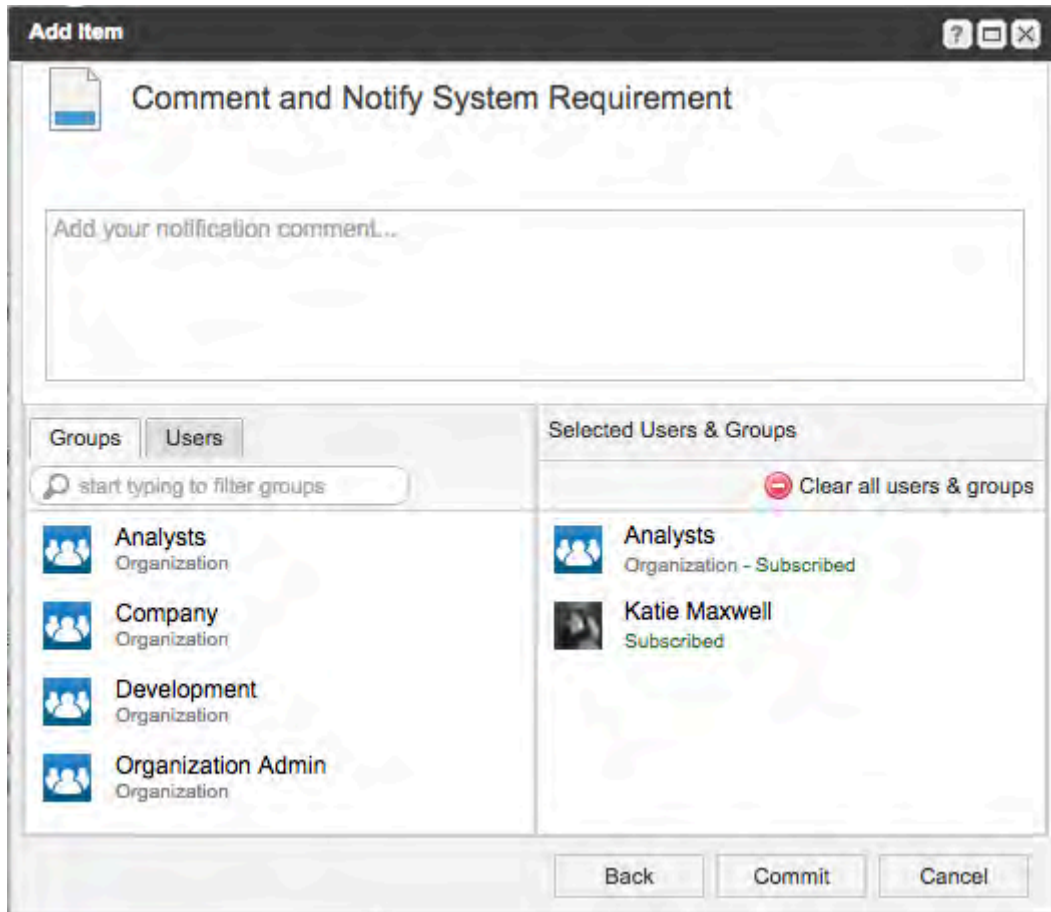 Add Item
?
Comment and Notify System Requirement
Add your notification comment...
Groups
Users
start typing to filter groups
Analysts
Organization
Company
Organization
Development
Organization
Organization Admin
Organization
Selected Users & Groups
Clear all users & groups
Analysts
Organization - Subscribed
Katie Maxwell
Subscribed
Back
Commit
Cancel